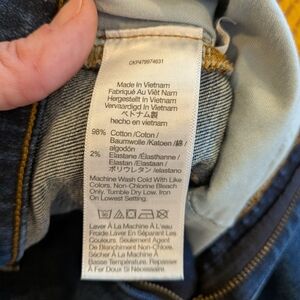 CKP479974631
Made In Vietnam
Fabriqué Au Viêt Nam
Hergestellt in Vietnam
Vervaardigd In Vietnam
ベトナム製
hecho en vietnam
98% Cotton /Coton /
Baumwolle /Katoen /綿 /
algodón
2% Elastane /Élasthanne /
Elastan /Elastaan /
ポリウレタン /elastano
Machine Wash Cold With Like
Colors, Non-Chlorine Bleach
Only, Tumble Dry Low, Iron
On Lowest Setting.
Laver À La Machine À L'eau
Froide Laver En Séparant Les
Couleurs, Seulement Agent
De Blanchiment Non-Chlore.
Sécher À La Machine À
Basse Température. Repasser
À Fer Doux Si Nécessaire.